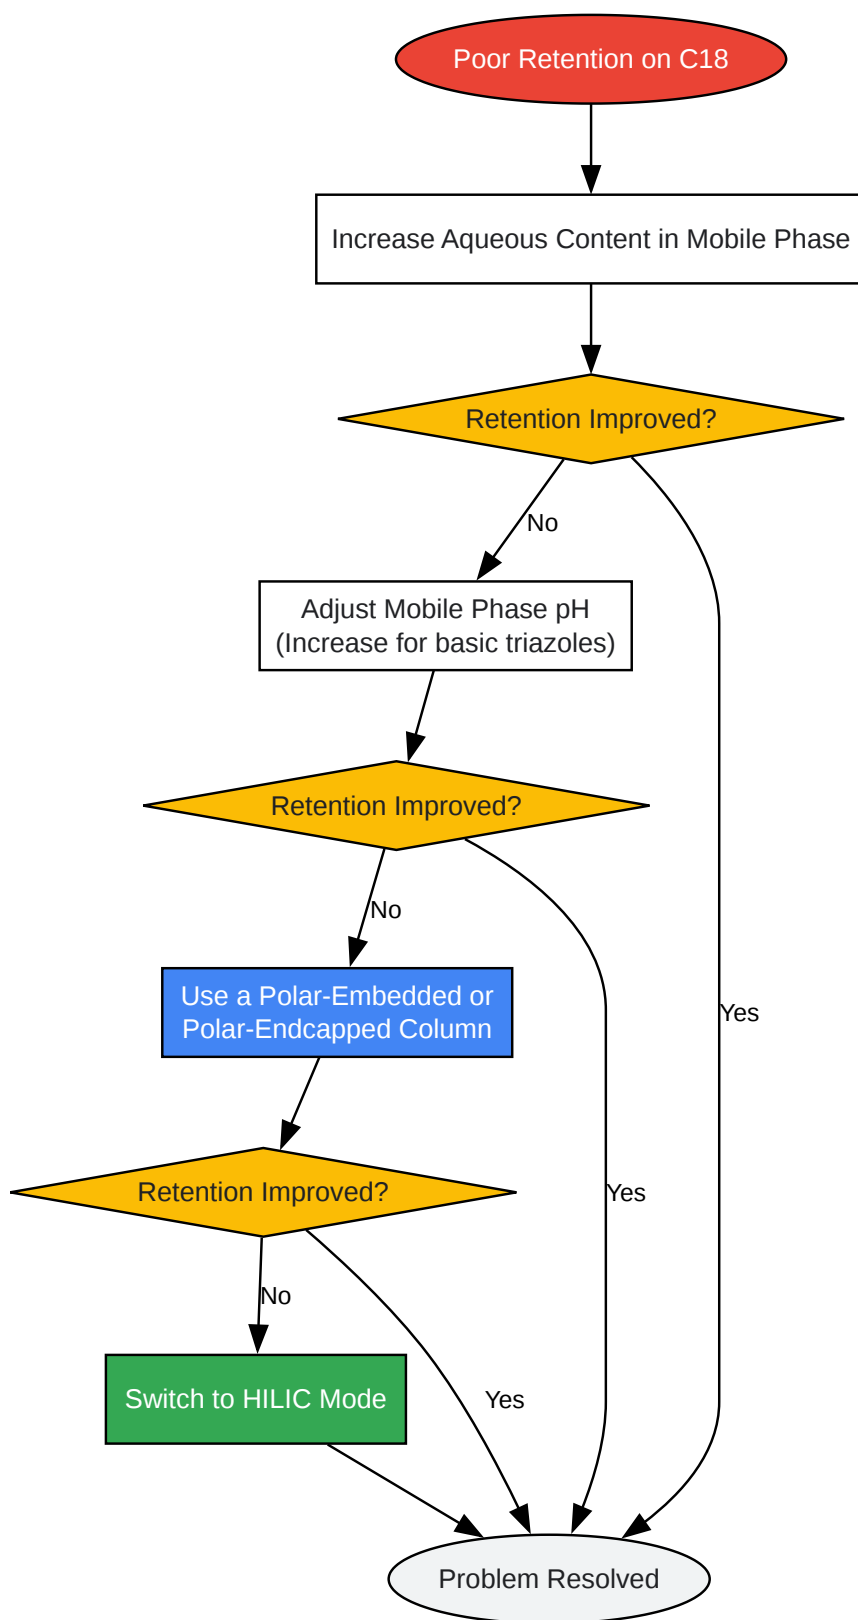 Poor Retention on C18
Increase Aqueous Content in Mobile Phase
Retention Improved?
No
Adjust Mobile Phase pH
(Increase for basic triazoles)
Retention Improved?
No
Use a Polar-Embedded or
Polar-Endcapped Column
Yes
Retention Improved?
Yes
No
Switch to HILIC Mode
Yes
Problem Resolved